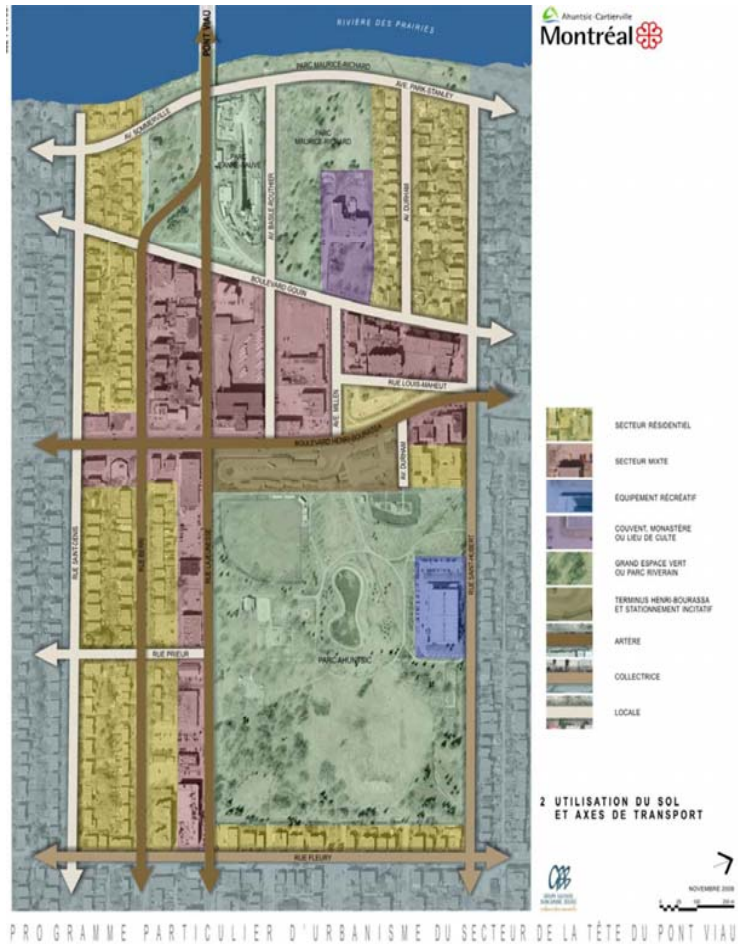 RIVIÈRE DES PRAIRIES
Ahuntsic-Cartierville
Montréal
PONT VIAU
PARC MAURICE-RICHARD
AVE. PARK-STANLEY
AV. SOMMERVILLE
PARC
MAURICE-RICHARD
PARC
AV. BASILE-ROUTHIER
AV. DURHAM
BOULEVARD GOUIN
RUE LOUIS-MAHEUT
AVE. MILLEN
BOULEVARD HENRI-BOURASSA
AV. DURHAM
RUE SAINT-DENIS
RUE BERRI
RUE LAJEUNESSE
RUE SAINT-HUBERT
RUE PRIEUR
PARC AHUNTSIC
RUE FLEURY
SECTEUR RÉSIDENTIEL
SECTEUR MIXTE
ÉQUIPEMENT RÉCRÉATIF
COUVENT, MONASTÈRE
OU LIEU DE CULTE
GRAND ESPACE VERT
OU PARC RIVERAIN
TERMINUS HENRI-BOURASSA
ET STATIONNEMENT INCITATIF
ARTÈRE
COLLECTRICE
LOCALE
2 UTILISATION DU SOL
ET AXES DE TRANSPORT
NOVEMBRE 2008
PROGRAMME PARTICULIER D'URBANISME DU SECTEUR DE LA TÊTE DU PONT VIAU